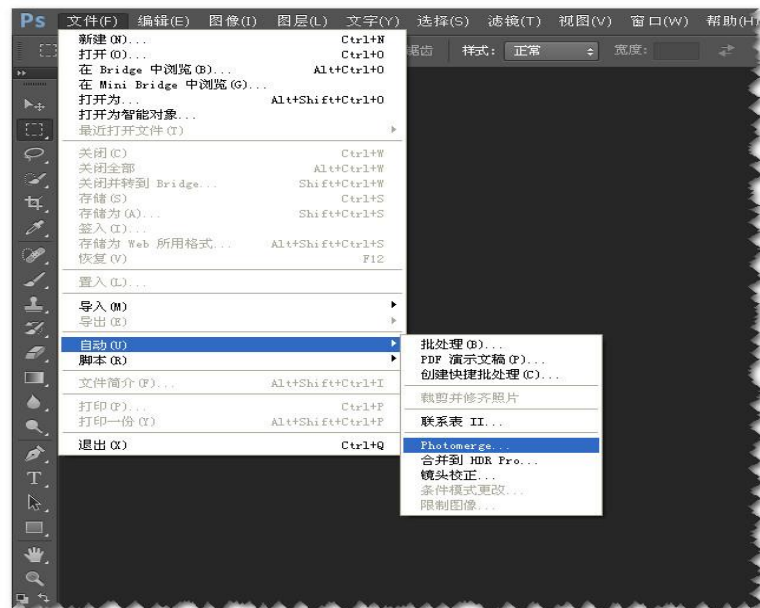 Ps 文件(F) 编辑(E) 图像(I) 图层(L) 文字(Y) 选择(S) 滤镜(T) 视图(V) 窗口(W) 帮助(H
锯齿 样式: 正常 宽度:
新建(N)... Ctrl+N
打开(O)... Ctrl+O
在 Bridge 中浏览(B)... Alt+Ctrl+O
在 Mini Bridge 中浏览(G)...
打开为... Alt+Shift+Ctrl+O
打开为智能对象...
最近打开文件(T)
关闭(C) Ctrl+W
关闭全部 Alt+Ctrl+W
关闭并转到 Bridge... Shift+Ctrl+W
存储(S) Ctrl+S
存储为(A)... Shift+Ctrl+S
签入(I)...
存储为 Web 所用格式... Alt+Shift+Ctrl+S
恢复(V) F12
置入(L)...
导入(M)
导出(E)
自动(U)
脚本(R)
文件简介(F)... Alt+Shift+Ctrl+I
打印(P)... Ctrl+P
打印一份(Y) Alt+Shift+Ctrl+P
退出(X) Ctrl+Q
批处理(B)...
PDF 演示文稿(P)...
创建快捷批处理(C)...
裁剪并修齐照片
联系表 II...
Photomerge...
合并到 HDR Pro...
镜头校正...
条件模式更改...
限制图像...